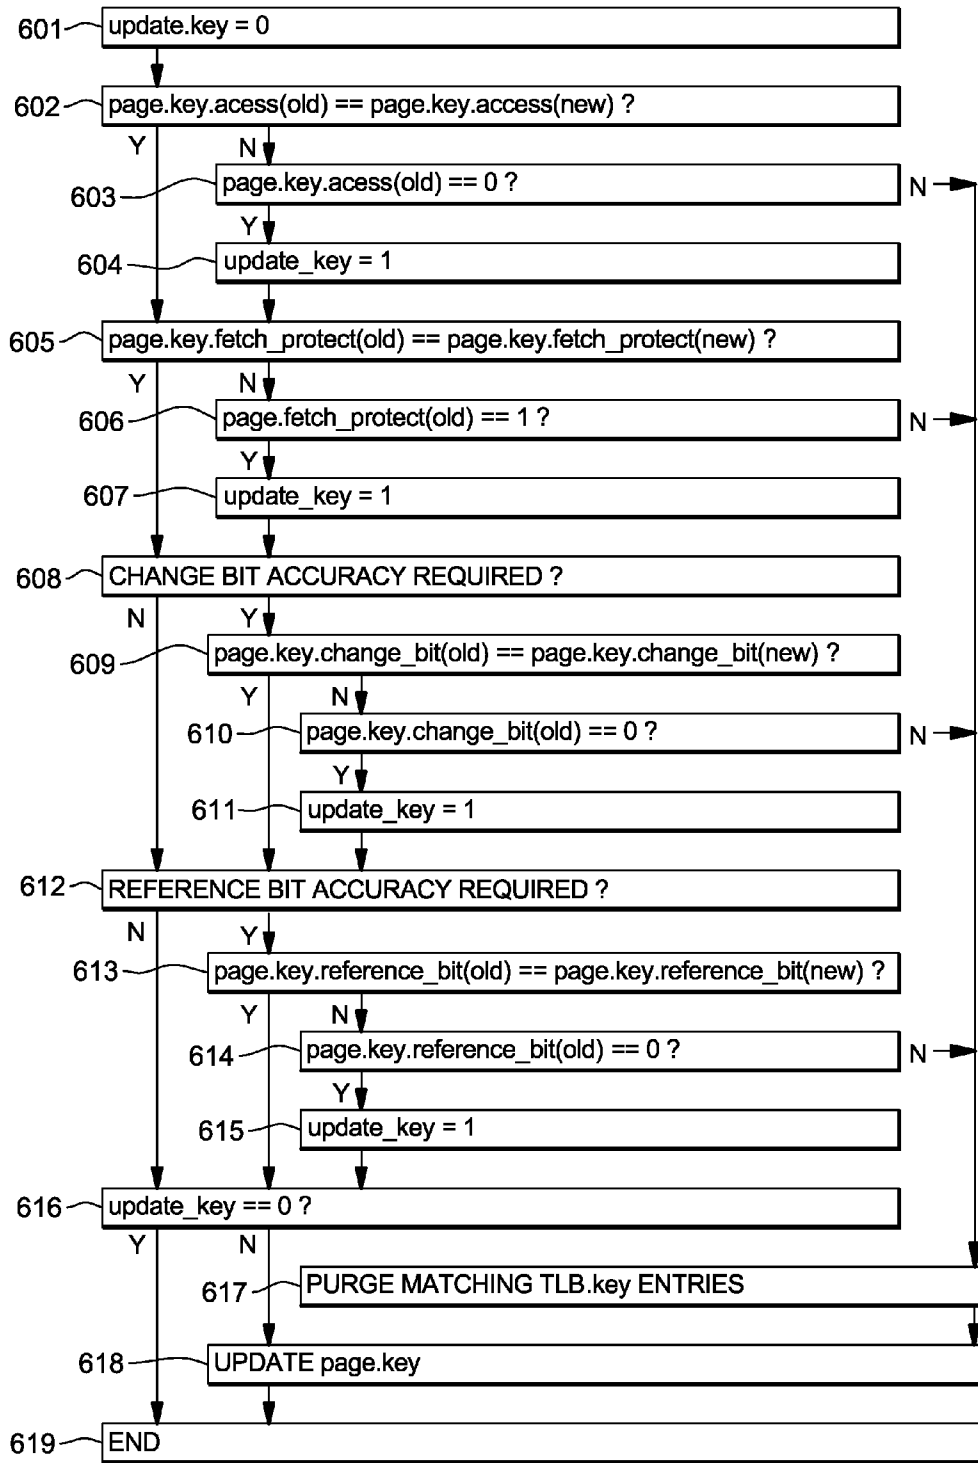 601 update.key = 0
602 page.key.acess(old) == page.key.access(new) ?
Y N
603 page.key.acess(old) == 0 ? N
Y
604 update_key = 1
605 page.key.fetch_protect(old) == page.key.fetch_protect(new) ?
Y N
606 page.fetch_protect(old) == 1 ? N
Y
607 update_key = 1
608 CHANGE BIT ACCURACY REQUIRED ?
N Y
609 page.key.change_bit(old) == page.key.change_bit(new) ?
Y N
610 page.key.change_bit(old) == 0 ? N
Y
611 update_key = 1
612 REFERENCE BIT ACCURACY REQUIRED ?
N Y
613 page.key.reference_bit(old) == page.key.reference_bit(new) ?
Y N
614 page.key.reference_bit(old) == 0 ? N
Y
615 update_key = 1
616 update_key == 0 ?
Y N
617 PURGE MATCHING TLB.key ENTRIES
618 UPDATE page.key
619 END